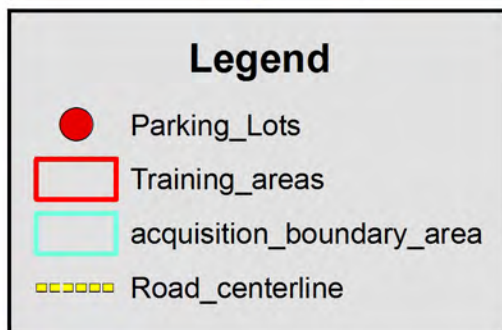 Legend
Parking_Lots
Training_areas
acquisition_boundary_area
Road_centerline